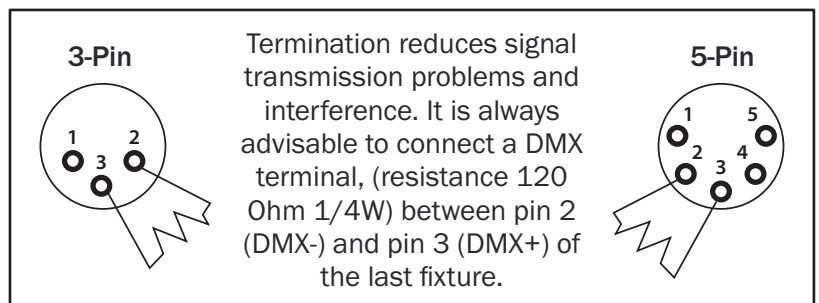 3-Pin
1
2
3
Termination reduces signal
transmission problems and
interference. It is always
advisable to connect a DMX
terminal, (resistance 120
Ohm 1/4W) between pin 2
(DMX-) and pin 3 (DMX+) of
the last fixture.
5-Pin
1
5
2
4
3